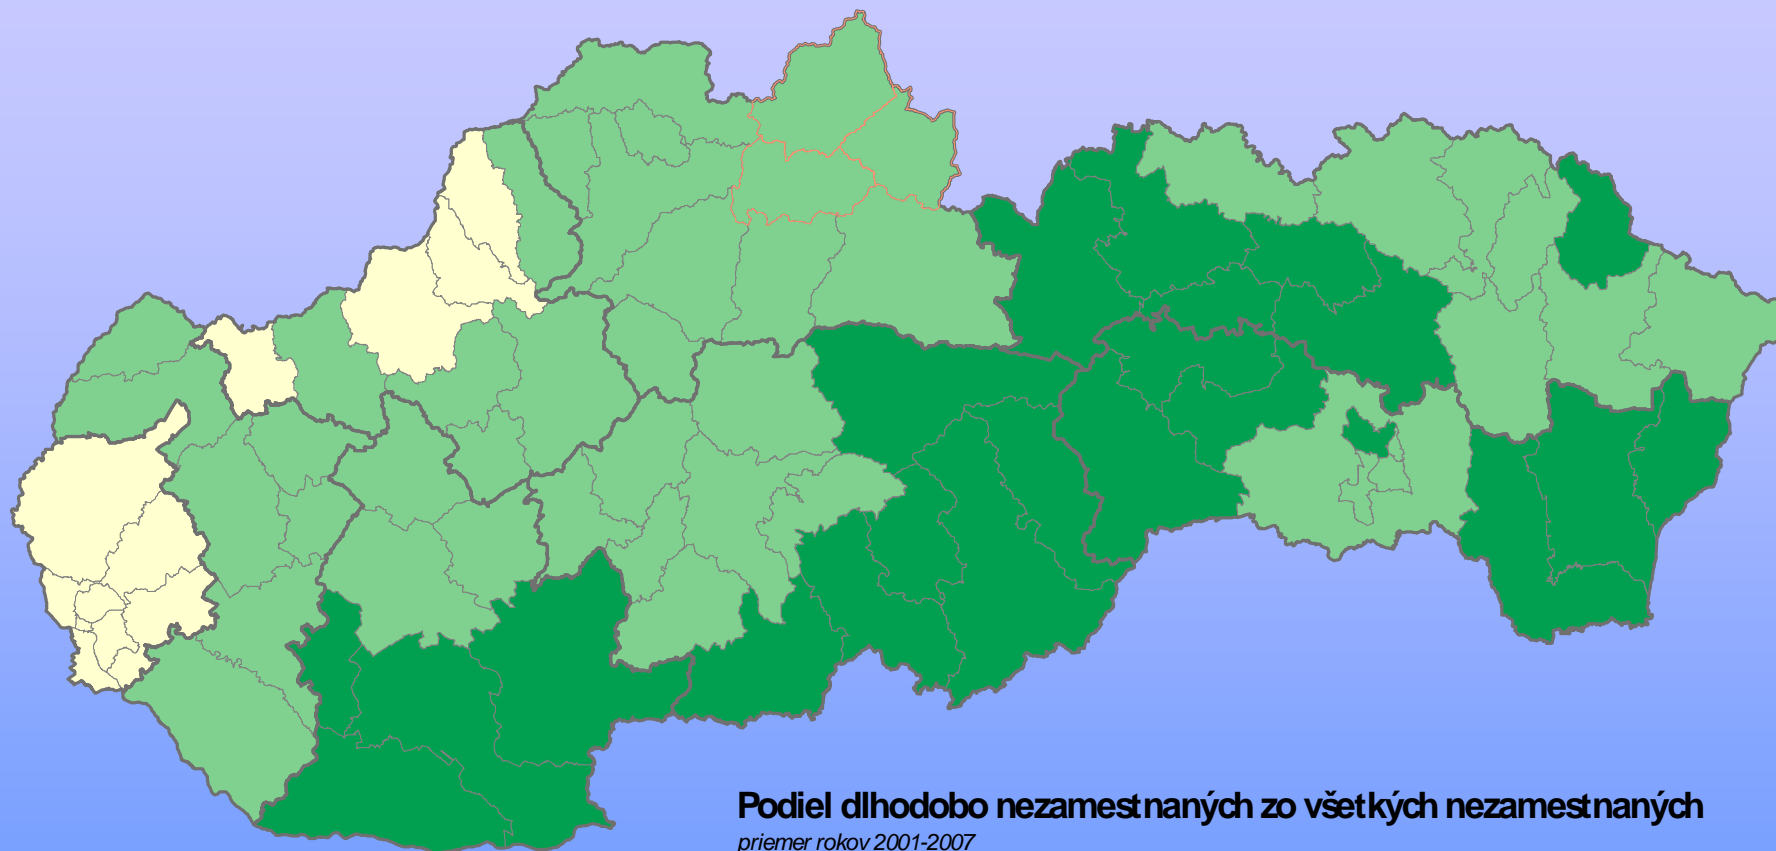 Podiel dlhodobo nezamestnaných zo všetkých nezamestnaných
priemer rokov 2001-2007